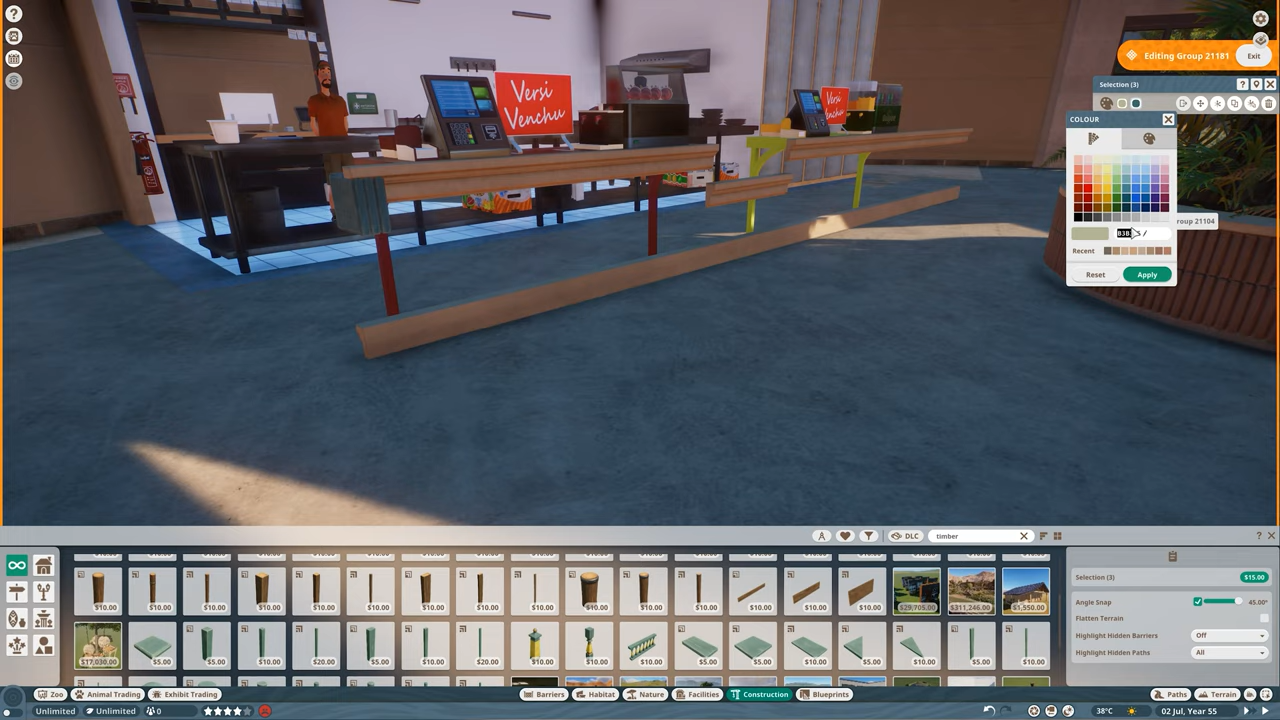 Editing Group 21181
Exit
Selection (3)
COLOUR
roup 21104
Recent
Reset
Apply
Versi
Venchu
Versi
Venchu
DLC
timber
$10.00 $10.00 $10.00 $10.00 $10.00 $10.00 $10.00 $10.00 $10.00 $10.00 $10.00 $10.00 $10.00 $10.00 $10.00 $29,705.00 $311,246.00 $1,550.00
$17,030.00 $5.00 $5.00 $10.00 $20.00 $5.00 $10.00 $20.00 $10.00 $10.00 $10.00 $5.00 $5.00 $10.00 $5.00 $10.00 $5.00 $10.00
Selection (3)
$15.00
Angle Snap
45.00°
Flatten Terrain
Highlight Hidden Barriers
Off
Highlight Hidden Paths
All
Zoo
Animal Trading
Exhibit Trading
Barriers
Habitat
Nature
Facilities
Construction
Blueprints
Paths
Terrain
Unlimited
Unlimited
0
38°C
02 Jul, Year 55